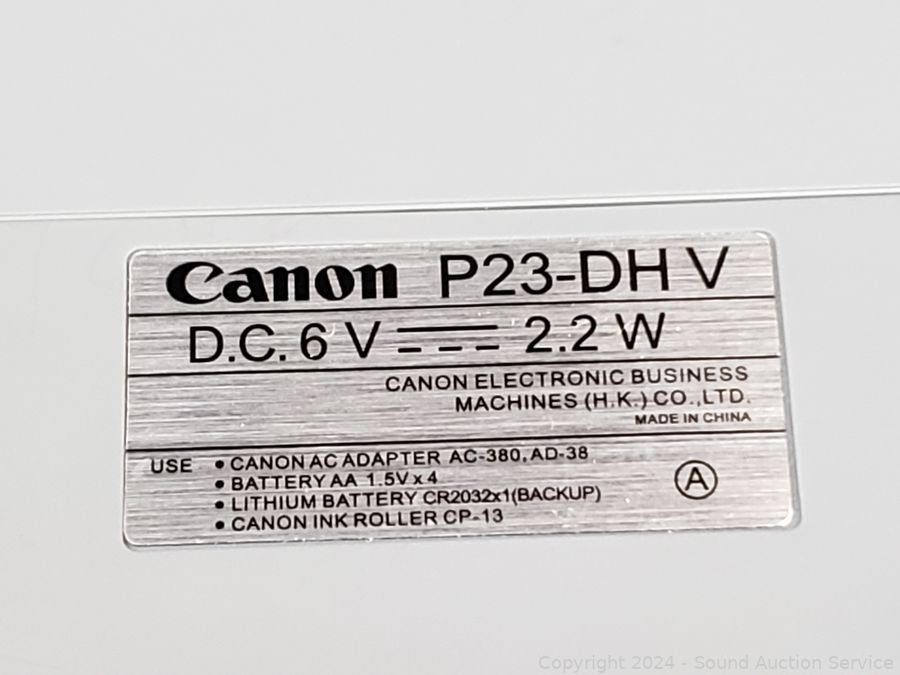 Canon P23-DH V
D.C. 6 V 2.2 W
CANON ELECTRONIC BUSINESS
MACHINES (H.K.) CO.,LTD.
MADE IN CHINA
USE • CANON AC ADAPTER AC-380, AD-38
• BATTERY AA 1.5V x 4
• LITHIUM BATTERY CR2032x1(BACKUP)
• CANON INK ROLLER CP-13
A
Copyright 2024 - Sound Auction Service